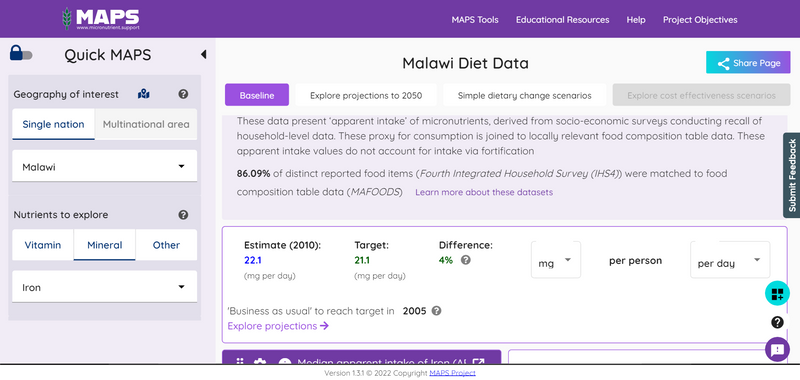 MAPS
www.micronutrient.support
MAPS Tools
Educational Resources
Help
Project Objectives
Quick MAPS
Geography of interest
Single nation
Multinational area
Malawi
Nutrients to explore
Vitamin
Mineral
Other
Iron
Malawi Diet Data
Share Page
Baseline
Explore projections to 2050
Simple dietary change scenarios
Explore cost effectiveness scenarios
These data present 'apparent intake' of micronutrients, derived from socio-economic surveys conducting recall of
household-level data. These proxy for consumption is joined to locally relevant food composition table data. These
apparent intake values do not account for intake via fortification
86.09% of distinct reported food items (Fourth Integrated Household Survey (IHS4)) were matched to food
composition table data (MAFOODS) Learn more about these datasets
Submit Feedback
Estimate (2010):
22.1
(mg per day)
Target:
21.1
(mg per day)
Difference:
4%
mg
per person
per day
'Business as usual' to reach target in 2005
Explore projections
Median apparent intake of Iron (AF
Version 1.3.1 © 2022 Copyright MAPS Project